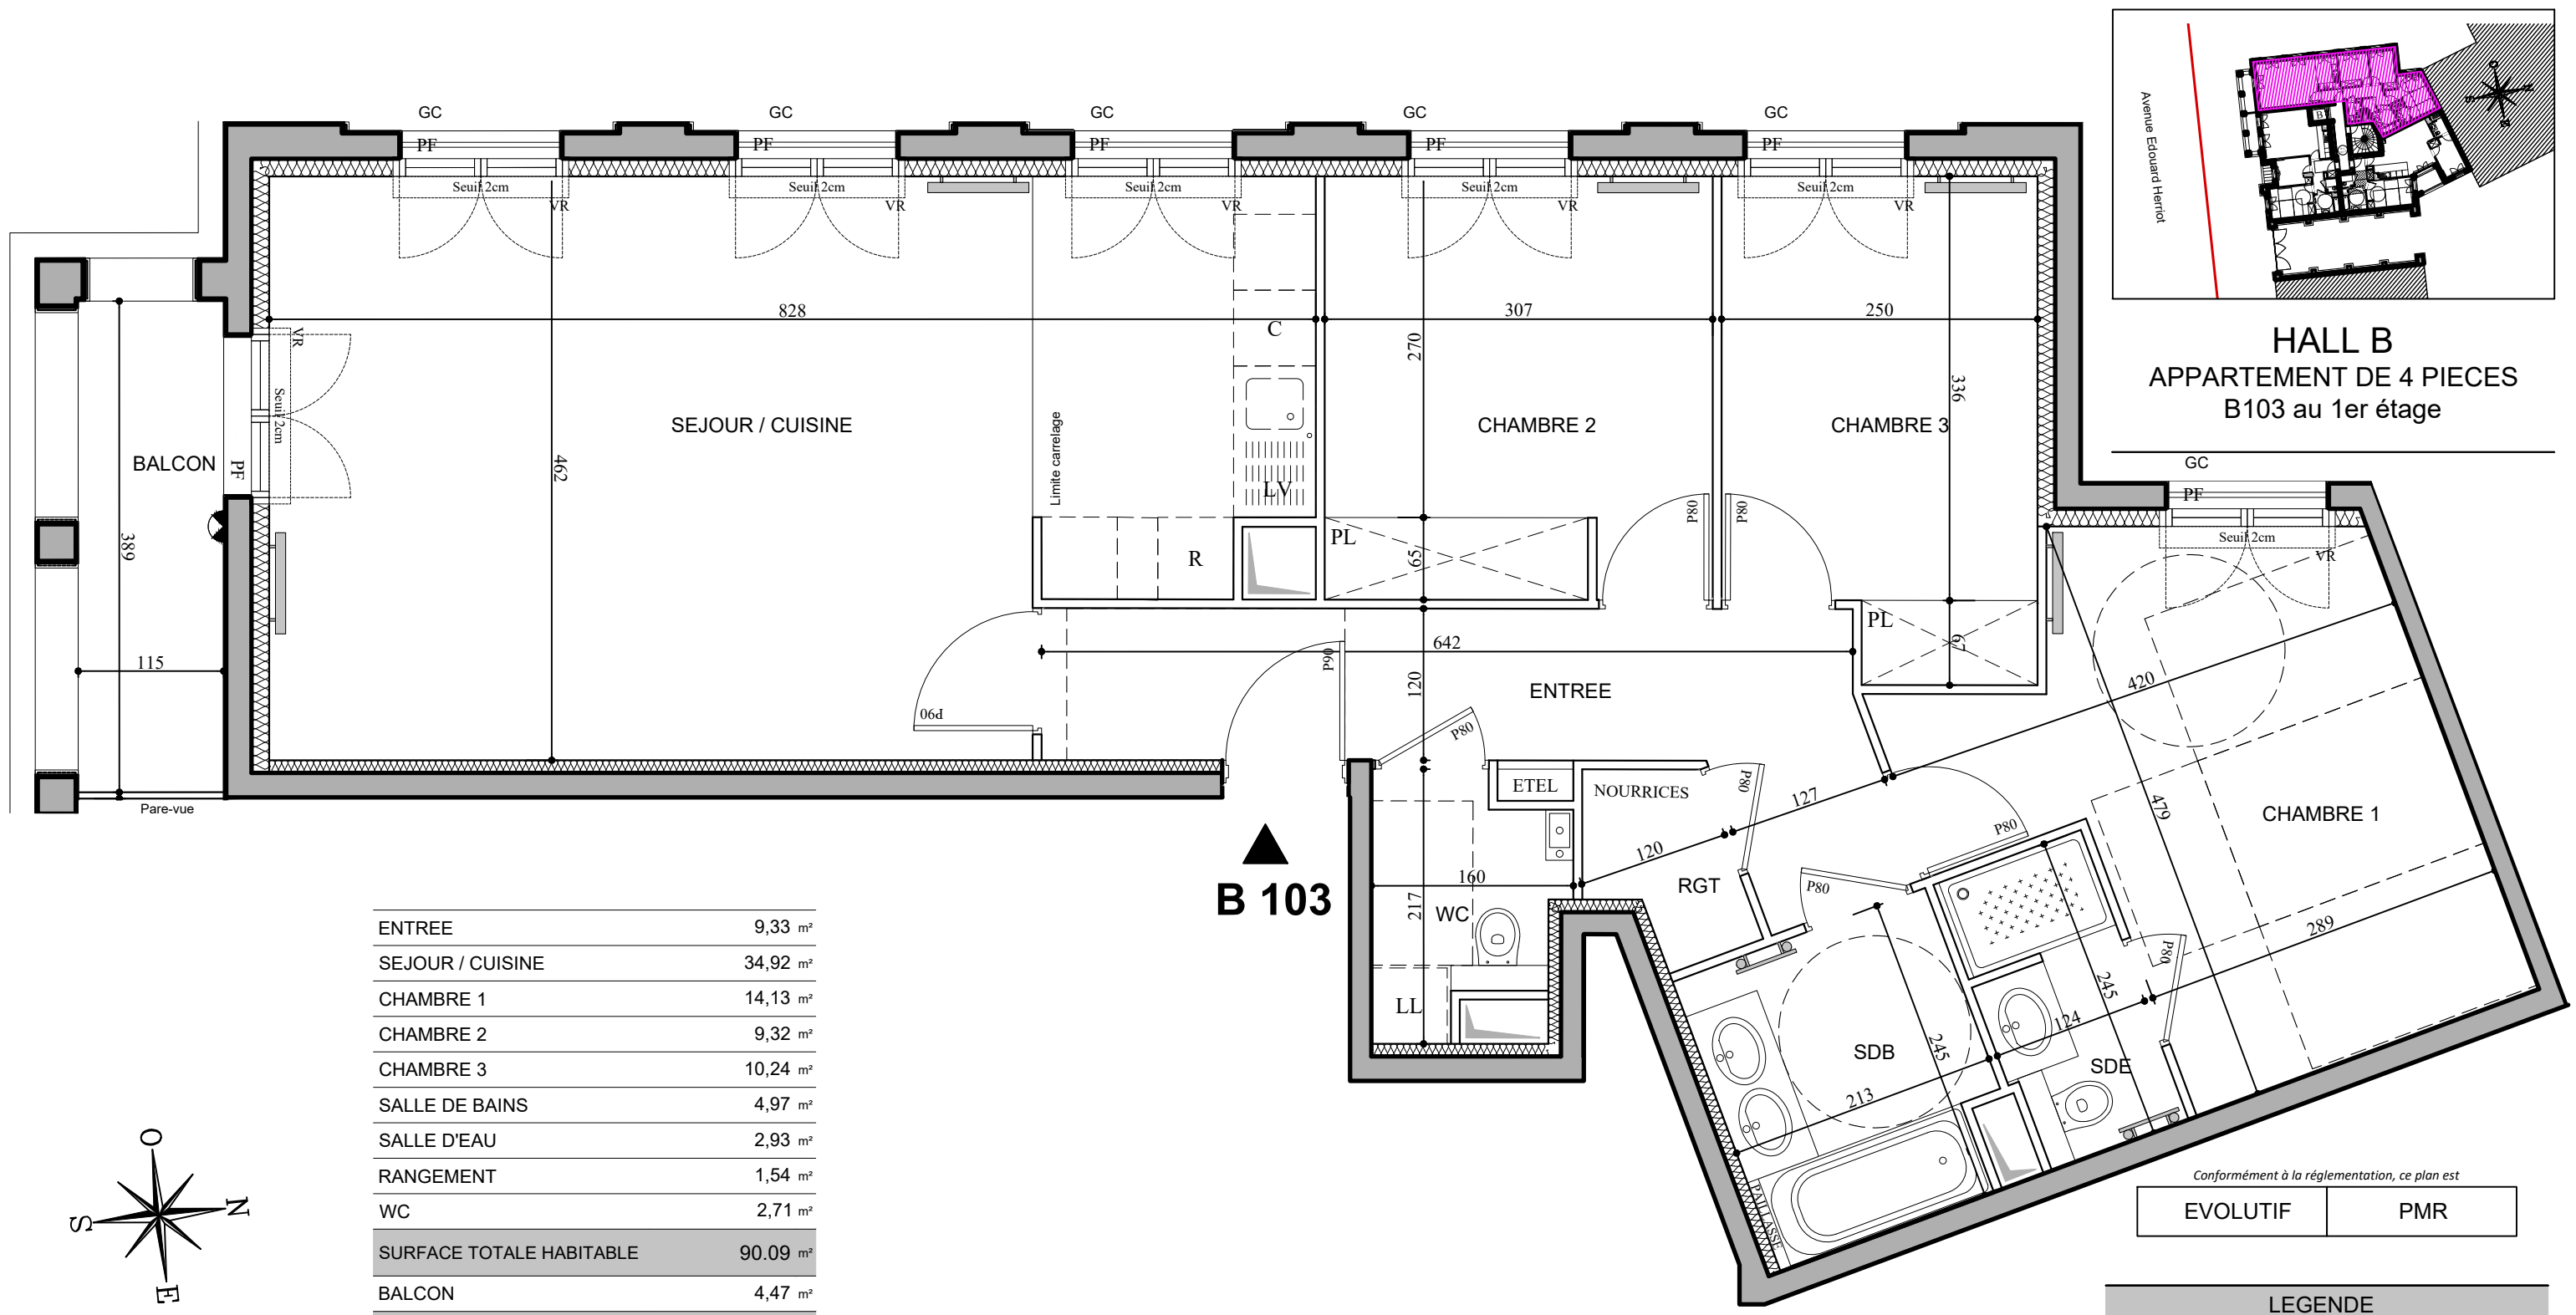 GC
GC
GC
GC
GC
PF
PF
PF
PF
PF
Seuil 2cm
Seuil 2cm
Seuil 2cm
Seuil 2cm
Seuil 2cm
VR
VR
VR
VR
VR
Avenue Edouard Herriot
B
O
N
S
E
HALL B
APPARTEMENT DE 4 PIECES
B103 au 1er étage
GC
PF
Seuil 2cm
VR
828
307
250
VR
Seuil 2cm
PF
C
270
336
SEJOUR / CUISINE
CHAMBRE 2
CHAMBRE 3
BALCON
462
Limite carrelage
LV
P80
P80
389
R
PL
65
PL
67
115
642
P90
P90
120
ENTREE
P80
420
Pare-vue
ETEL
NOURRICES
P80
127
479
CHAMBRE 1
P80
120
B 103
160
217
WC
RGT
P80
289
P80
245
LL
124
SDB
245
SDE
213
PAILLASSE
ENTREE 9,33 m²
SEJOUR / CUISINE 34,92 m²
CHAMBRE 1 14,13 m²
CHAMBRE 2 9,32 m²
CHAMBRE 3 10,24 m²
SALLE DE BAINS 4,97 m²
SALLE D'EAU 2,93 m²
RANGEMENT 1,54 m²
WC 2,71 m²
SURFACE TOTALE HABITABLE 90.09 m²
BALCON 4,47 m²
O
N
S
E
Conformément à la réglementation, ce plan est
EVOLUTIF PMR
LEGENDE